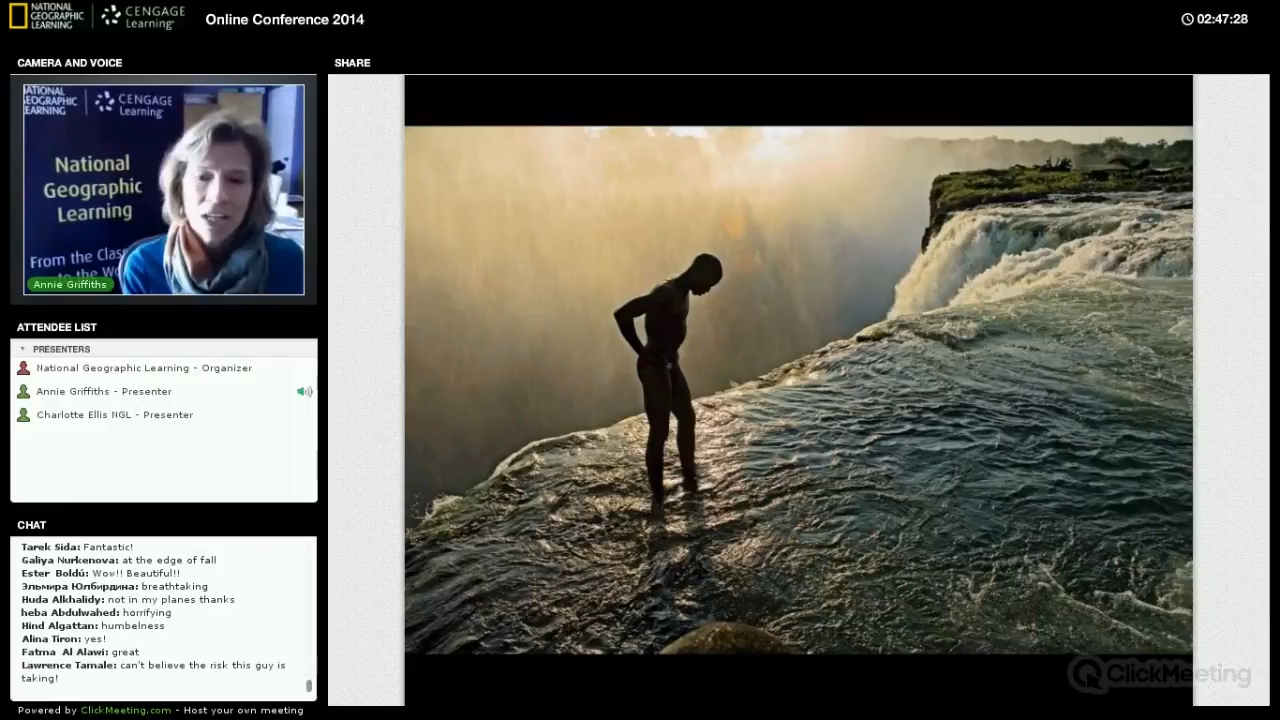 NATIONAL
GEOGRAPHIC
LEARNING
CENGAGE
Learning®
Online Conference 2014
02:47:28
CAMERA AND VOICE
SHARE
NATIONAL
GEOGRAPHIC
LEARNING
CENGAGE
Learning
National
Geographic
Learning
From the Class
to the Wo
Annie Griffiths
ATTENDEE LIST
PRESENTERS
National Geographic Learning - Organizer
Annie Griffiths - Presenter
Charlotte Ellis NGL - Presenter
CHAT
Tarek Sida: Fantastic!
Galiya Nurkenova: at the edge of fall
Ester Boldú: Wow!! Beautiful!!
Эльмира Юлбирдина: breathtaking
Huda Alkhalidy: not in my planes thanks
heba Abdulwahed: horrifying
Hind Algattan: humbelness
Alina Tiron: yes!
Fatma Al Alawi: great
Lawrence Tamale: can't believe the risk this guy is
taking!
ClickMeeting
Powered by ClickMeeting.com - Host your own meeting